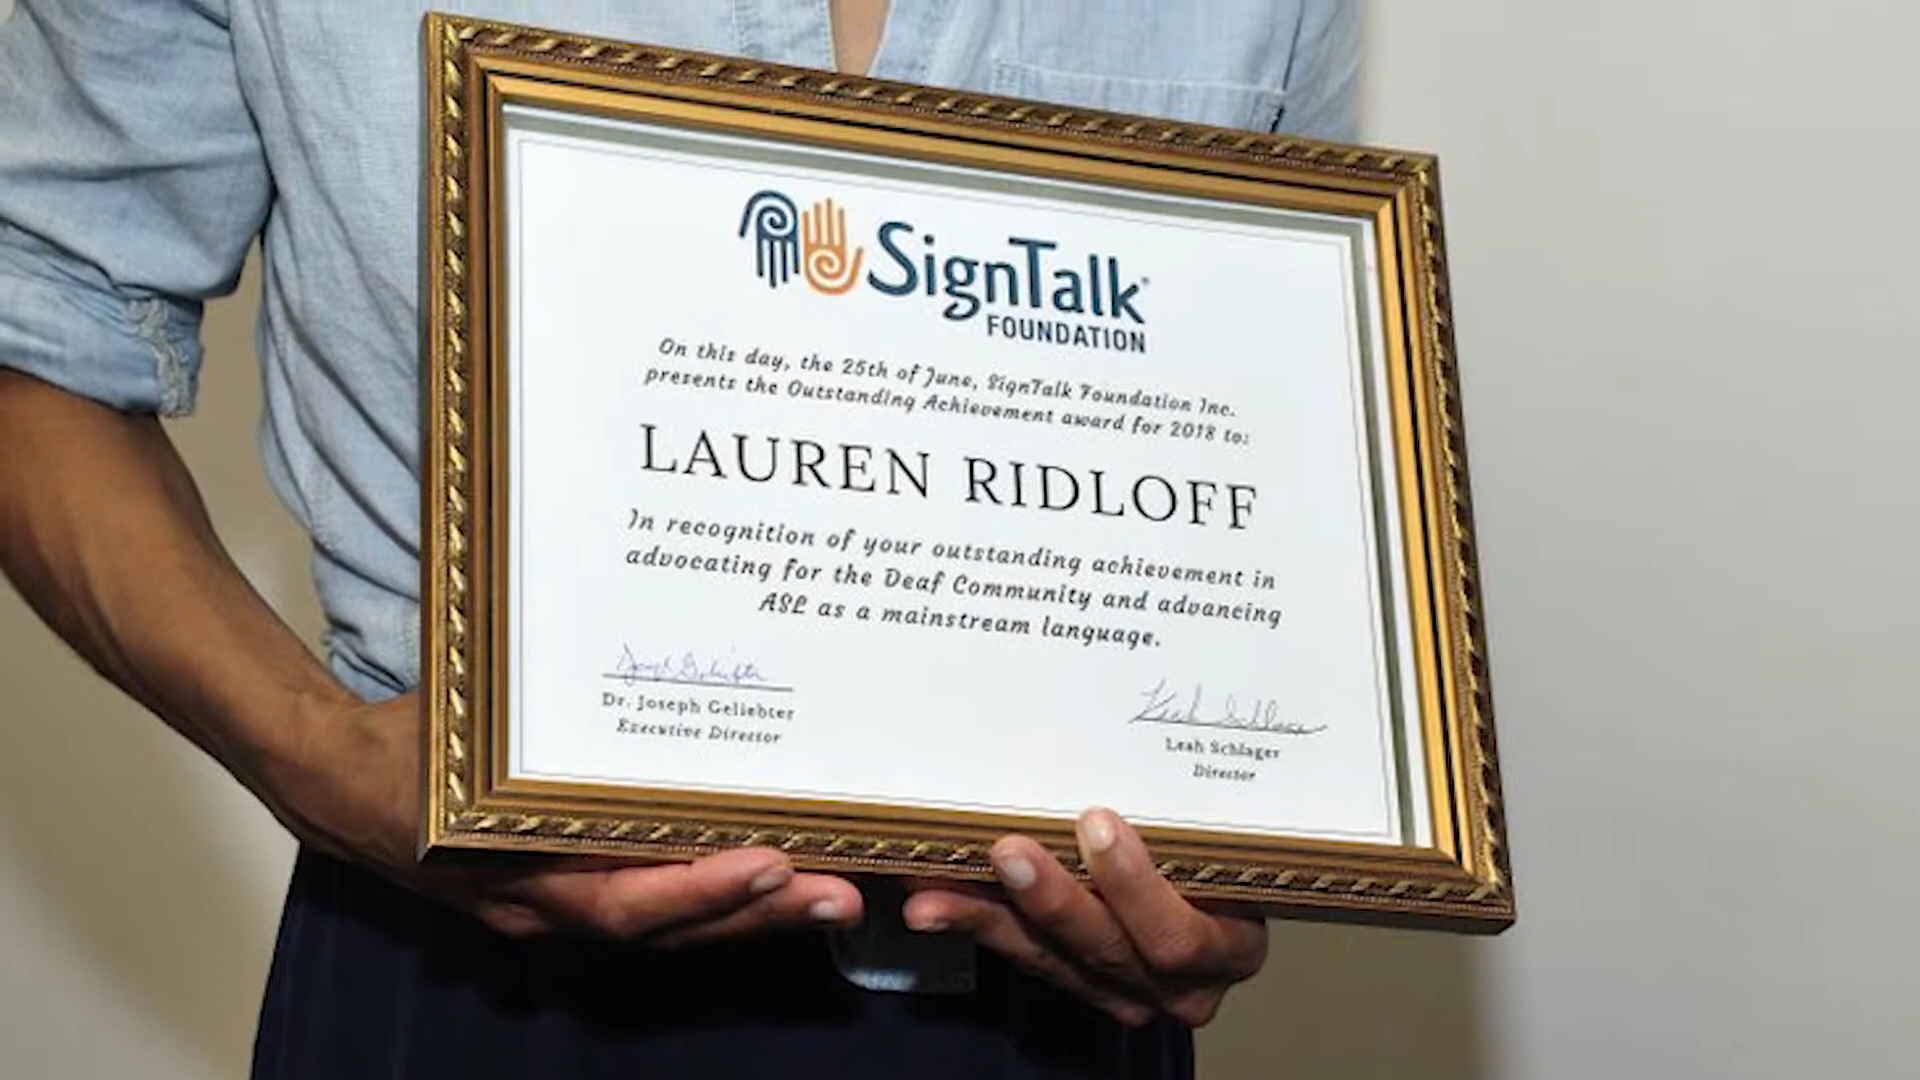 SignTalk
FOUNDATION
On this day, the 25th of June, SignTalk Foundation Inc.
presents the Outstanding Achievement award for 2018 to:
LAUREN RIDLOFF
In recognition of your outstanding achievement in
advocating for the Deaf Community and advancing
ASL as a mainstream language.
Dr. Joseph Geliebter
Executive Director
Leah Schlager
Director